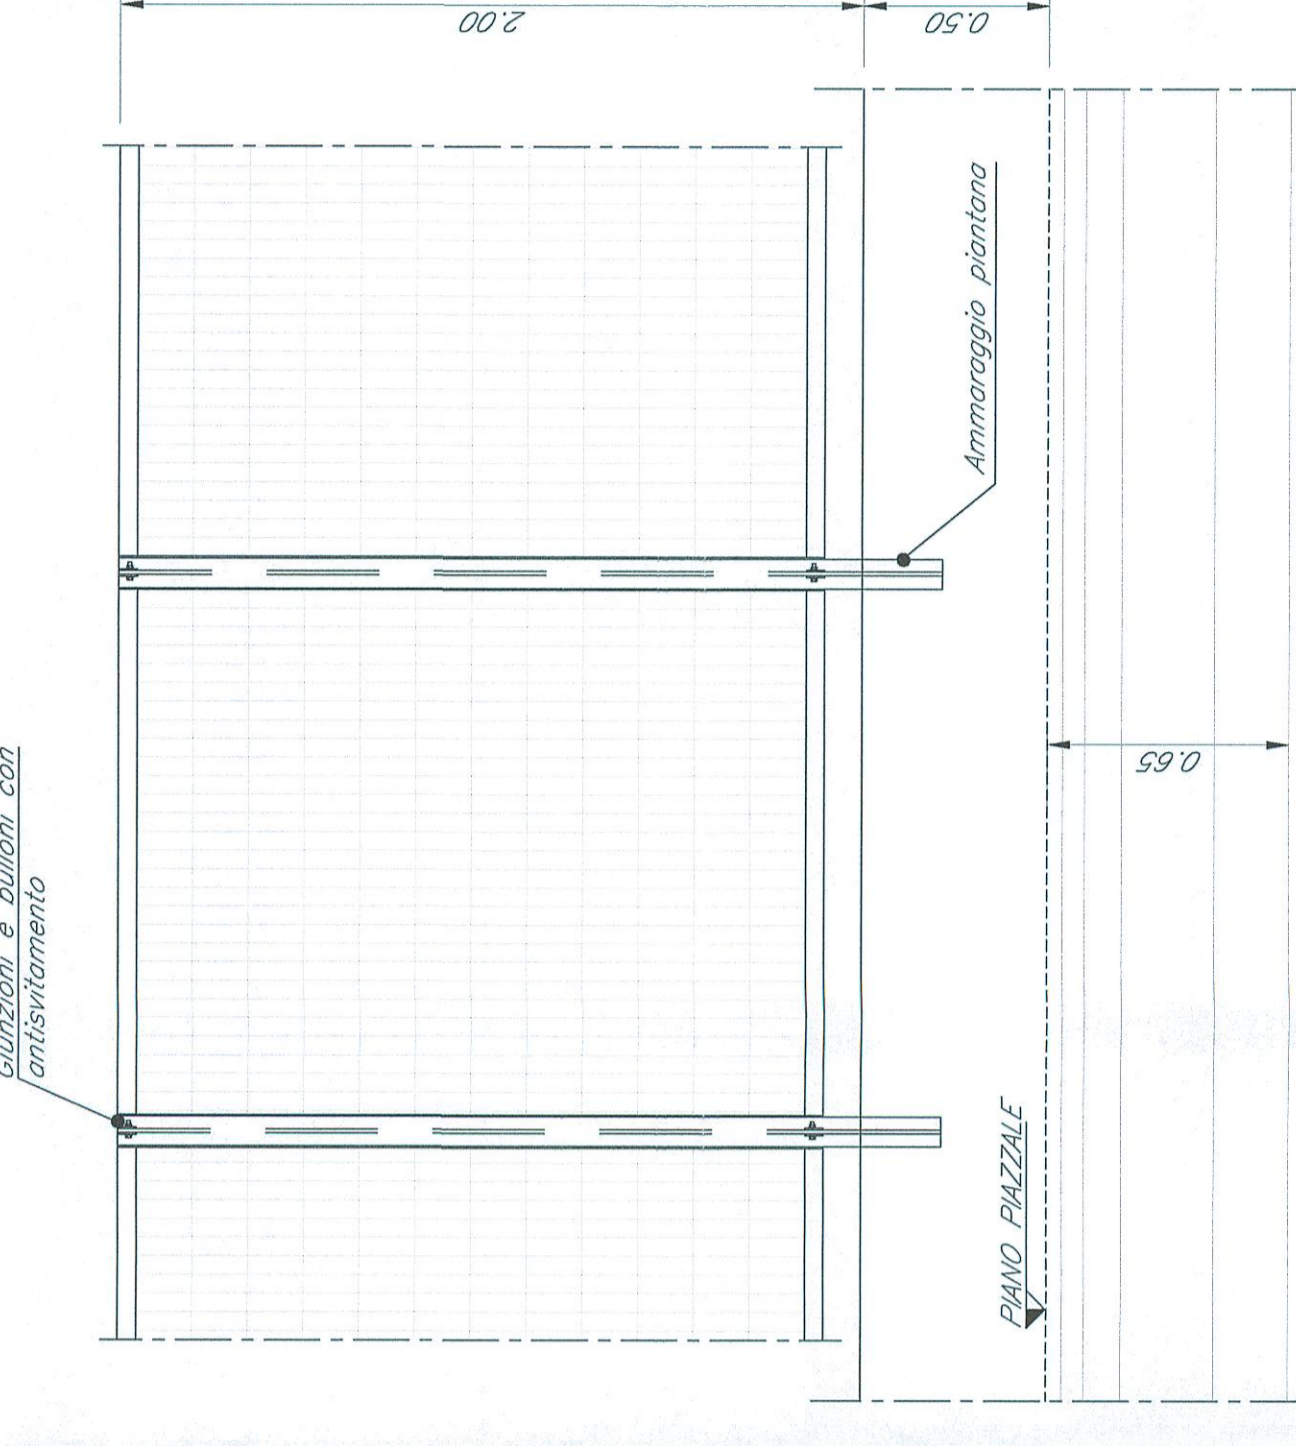 2.00
0.50
Ammaraggio piantana
Giunzioni e bulloni con
antisvitamento
0.65
PIANO PIAZZALE